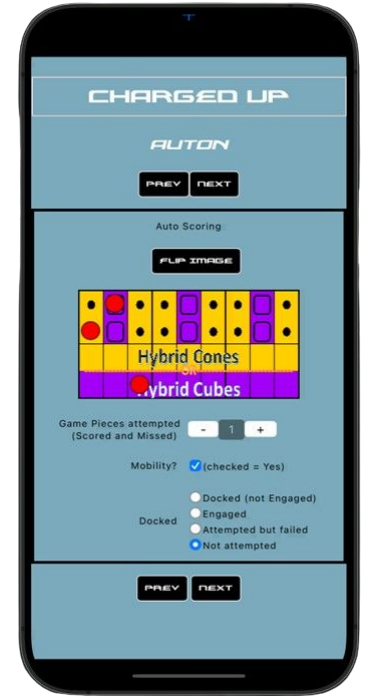 CHARGED UP
AUTON
PREV NEXT
Auto Scoring
FLIP IMAGE
Hybrid Cones
OR
Hybrid Cubes
Game Pieces attempted
(Scored and Missed)
- 1 +
Mobility?
(checked = Yes)
Docked (not Engaged)
Engaged
Docked
Attempted but failed
Not attempted
PREV NEXT